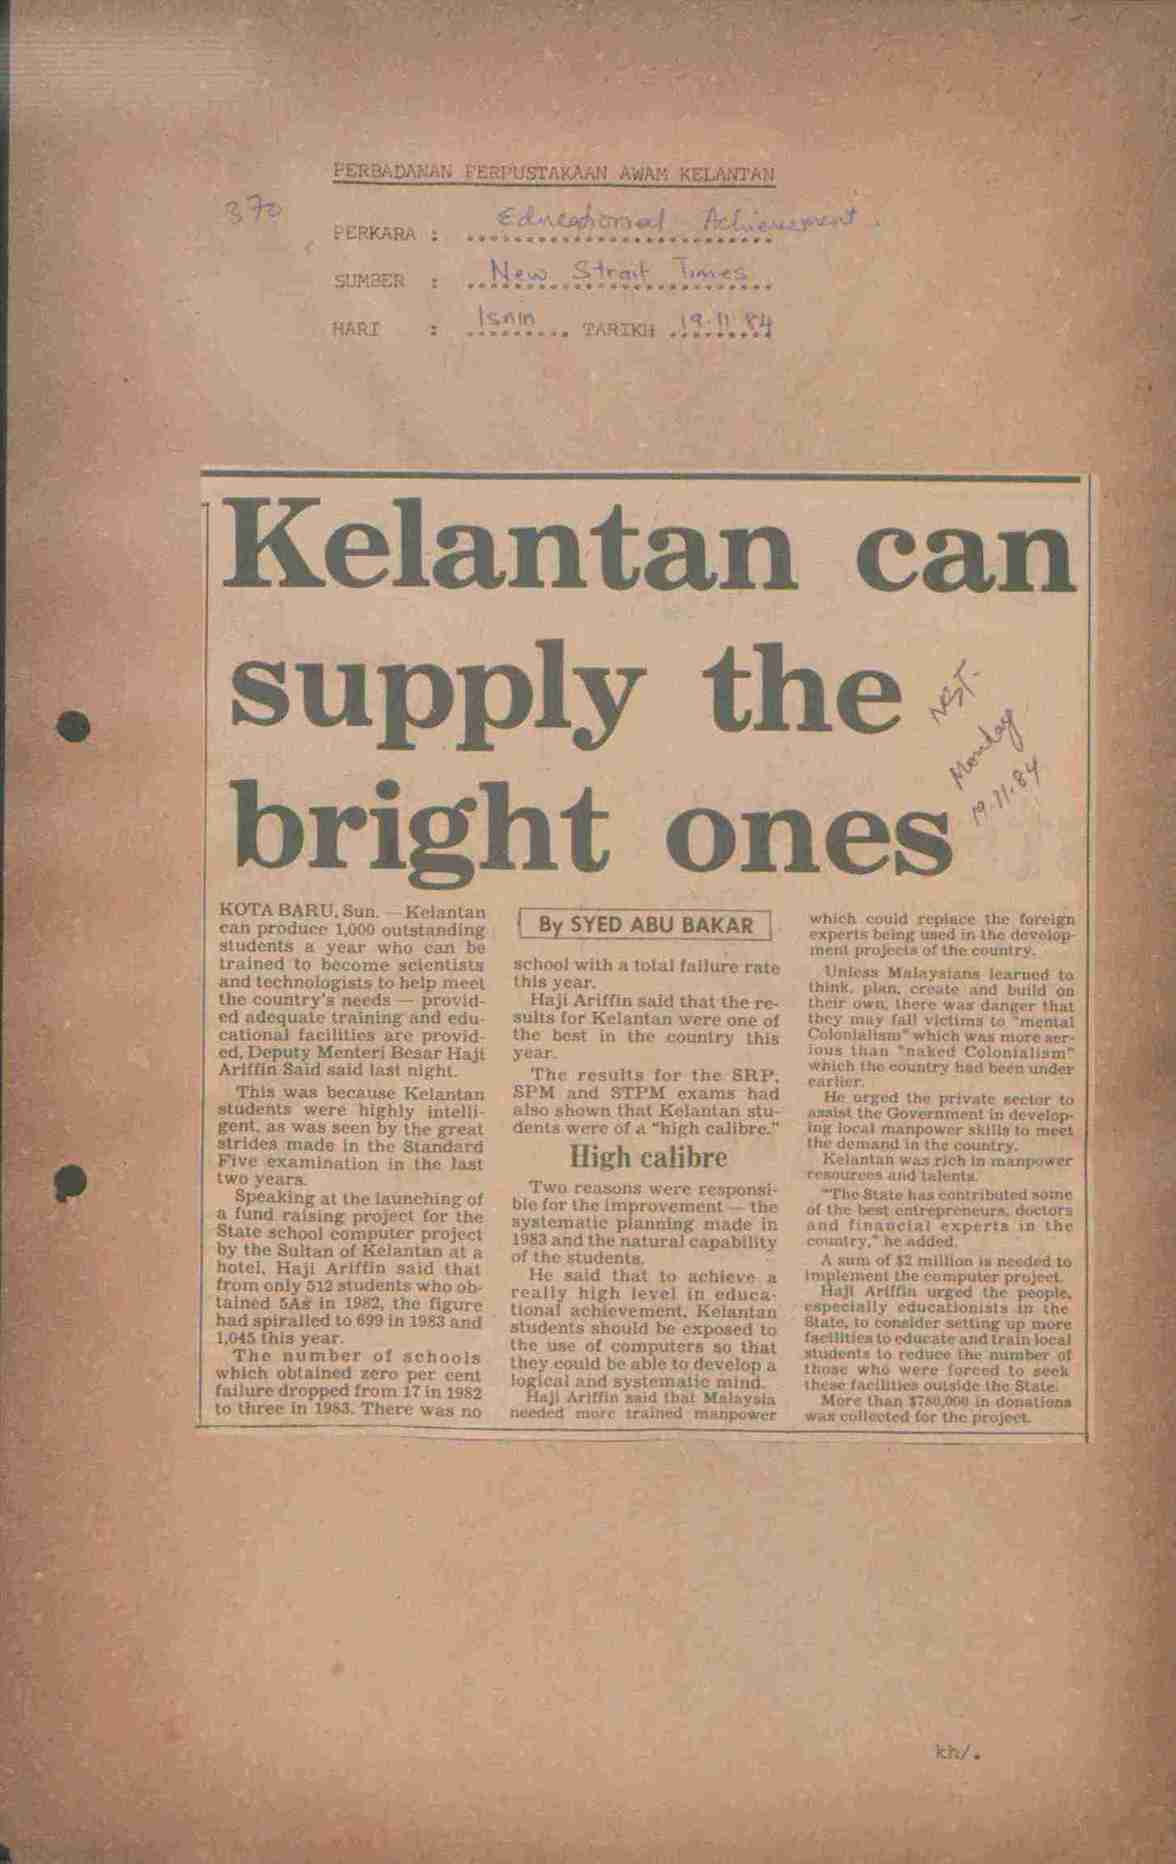 PERBADANAN PERPUSTAKAAN AWAM KELANTAN
370
PERKARA : Educational Achievement.
SUMBER : New Strait Times
HARI : Isnin TARIKH 19.11.84
Kelantan can
supply the
bright ones
NST.
Monday
19.11.84
KOTA BARU, Sun. — Kelantan
can produce 1,000 outstanding
students a year who can be
trained to become scientists
and technologists to help meet
the country's needs — provid-
ed adequate training and edu-
cational facilities are provid-
ed, Deputy Menteri Besar Haji
Ariffin Said said last night.
This was because Kelantan
students were highly intelli-
gent, as was seen by the great
strides made in the Standard
Five examination in the last
two years.
Speaking at the launching of
a fund raising project for the
State school computer project
by the Sultan of Kelantan at a
hotel, Haji Ariffin said that
from only 512 students who ob-
tained 5As in 1982, the figure
had spiralled to 699 in 1983 and
1,045 this year.
The number of schools
which obtained zero per cent
failure dropped from 17 in 1982
to three in 1983. There was no
By SYED ABU BAKAR
school with a total failure rate
this year.
Haji Ariffin said that the re-
sults for Kelantan were one of
the best in the country this
year.
The results for the SRP,
SPM and STPM exams had
also shown that Kelantan stu-
dents were of a "high calibre."
High calibre
Two reasons were responsi-
ble for the improvement — the
systematic planning made in
1983 and the natural capability
of the students.
He said that to achieve a
really high level in educa-
tional achievement, Kelantan
students should be exposed to
the use of computers so that
they could be able to develop a
logical and systematic mind.
Haji Ariffin said that Malaysia
needed more trained manpower
which could replace the foreign
experts being used in the develop-
ment projects of the country.
Unless Malaysians learned to
think, plan, create and build on
their own, there was danger that
they may fall victims to "mental
Colonialism" which was more ser-
ious than "naked Colonialism"
which the country had been under
earlier.
He urged the private sector to
assist the Government in develop-
ing local manpower skills to meet
the demand in the country.
Kelantan was rich in manpower
resources and talents.
"The State has contributed some
of the best entrepreneurs, doctors
and financial experts in the
country," he added.
A sum of $2 million is needed to
implement the computer project.
Haji Ariffin urged the people,
especially educationists in the
State, to consider setting up more
facilities to educate and train local
students to reduce the number of
those who were forced to seek
these facilities outside the State.
More than $780,000 in donations
was collected for the project.
kh/.